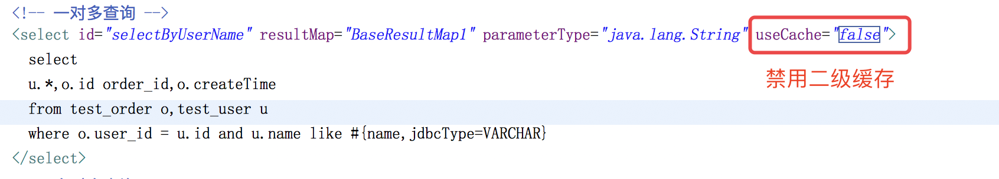 <!-- 一对多查询 -->
<select id="selectByUserName" resultMap="BaseResultMap1" parameterType="java.lang.String" useCache="false">
禁用二级缓存
select
u.*,o.id order_id,o.createTime
from test_order o,test_user u
where o.user_id = u.id and u.name like #{name,jdbcType=VARCHAR}
</select>